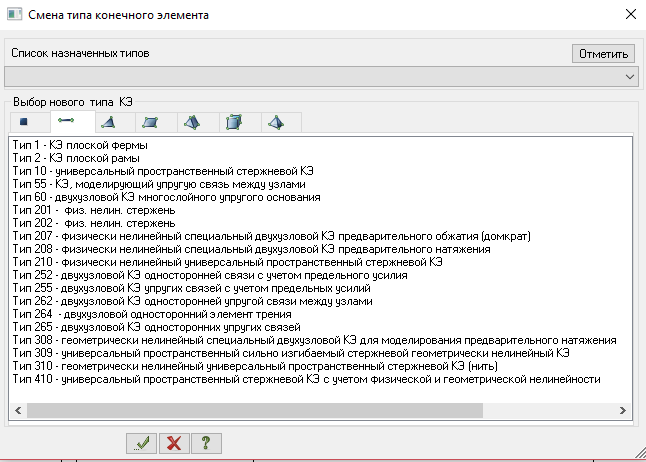 Смена типа конечного элемента
Список назначенных типов
Отметить
Выбор нового типа КЭ
Тип 1 - КЭ плоской фермы
Тип 2 - КЭ плоской рамы
Тип 10 - универсальный пространственный стержневой КЭ
Тип 55 - КЭ, моделирующий упругую связь между узлами
Тип 60 - двухузловой КЭ многослойного упругого основания
Тип 201 - физ. нелин. стержень
Тип 202 - физ. нелин. стержень
Тип 207 - физически нелинейный специальный двухузловой КЭ предварительного обжатия (домкрат)
Тип 208 - физически нелинейный специальный двухузловой КЭ предварительного натяжения
Тип 210 - физически нелинейный универсальный пространственный стержневой КЭ
Тип 252 - двухузловой КЭ односторонней связи с учетом предельного усилия
Тип 255 - двухузловой КЭ упругих связей с учетом предельных усилий
Тип 262 - двухузловой КЭ односторонней упругой связи между узлами
Тип 264 - двухузловой односторонний элемент трения
Тип 265 - двухузловой КЭ односторонних упругих связей
Тип 308 - геометрически нелинейный специальный двухузловой КЭ для моделирования предварительного натяжения
Тип 309 - универсальный пространственный сильно изгибаемый стержневой геометрически нелинейный КЭ
Тип 310 - геометрически нелинейный универсальный пространственный стержневой КЭ (нить)
Тип 410 - универсальный пространственный стержневой КЭ с учетом физической и геометрической нелинейности
?